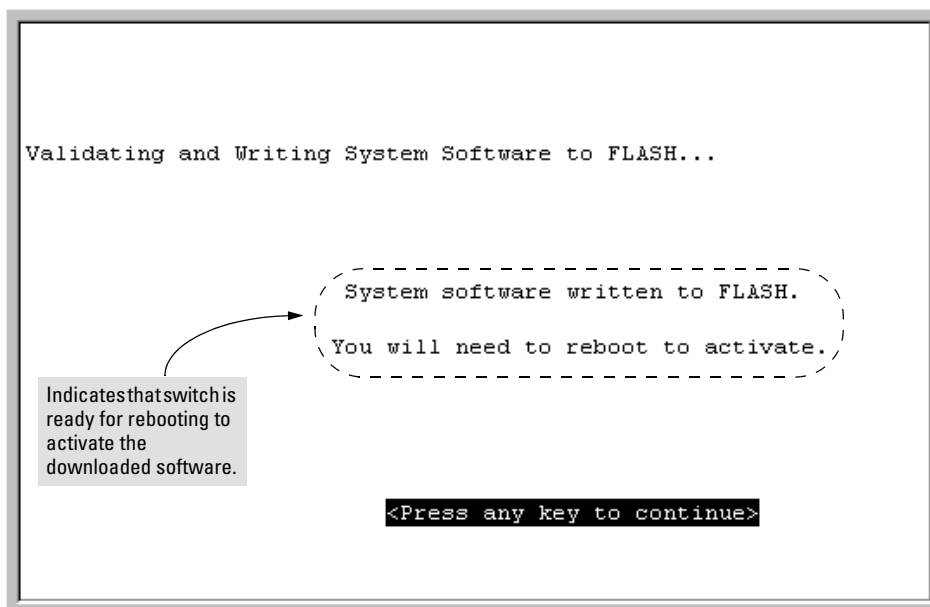 Validating and Writing System Software to FLASH...
System software written to FLASH.
You will need to reboot to activate.
Indicates that switch is
ready for rebooting to
activate the
downloaded software.
<Press any key to continue>